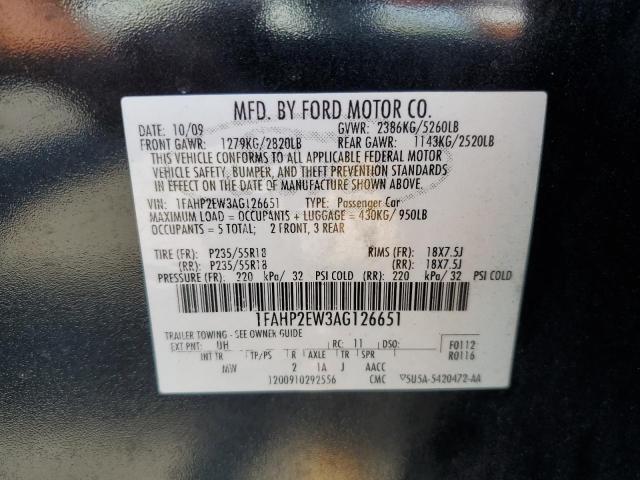 MFD. BY FORD MOTOR CO.
DATE: 10/09 GVWR: 2386KG/5260LB
FRONT GAWR: 1279KG/2820LB REAR GAWR: 1143KG/2520LB
THIS VEHICLE CONFORMS TO ALL APPLICABLE FEDERAL MOTOR
VEHICLE SAFETY, BUMPER, AND THEFT PREVENTION STANDARDS
IN EFFECT ON THE DATE OF MANUFACTURE SHOWN ABOVE.
VIN: 1FAHP2EW3AG126651 TYPE: Passenger Car
MAXIMUM LOAD = OCCUPANTS + LUGGAGE = 430KG/950LB
OCCUPANTS = 5 TOTAL; 2 FRONT, 3 REAR
TIRE (FR): P235/55R18 RIMS (FR): 18X7.5J
(RR): P235/55R18 (RR): 18X7.5J
PRESSURE (FR): 220 kPa/ 32 PSI COLD (RR): 220 kPa/ 32 PSI COLD
1FAHP2EW3AG126651
TRAILER TOWING - SEE OWNER GUIDE
EXT PNT: UH RC: 11 DSO: F0112
INT TR TP/PS R AXLE TR SPR R0116
MW 2 1A J AACC
1200910292556 CMC 5U5A-5420472-AA